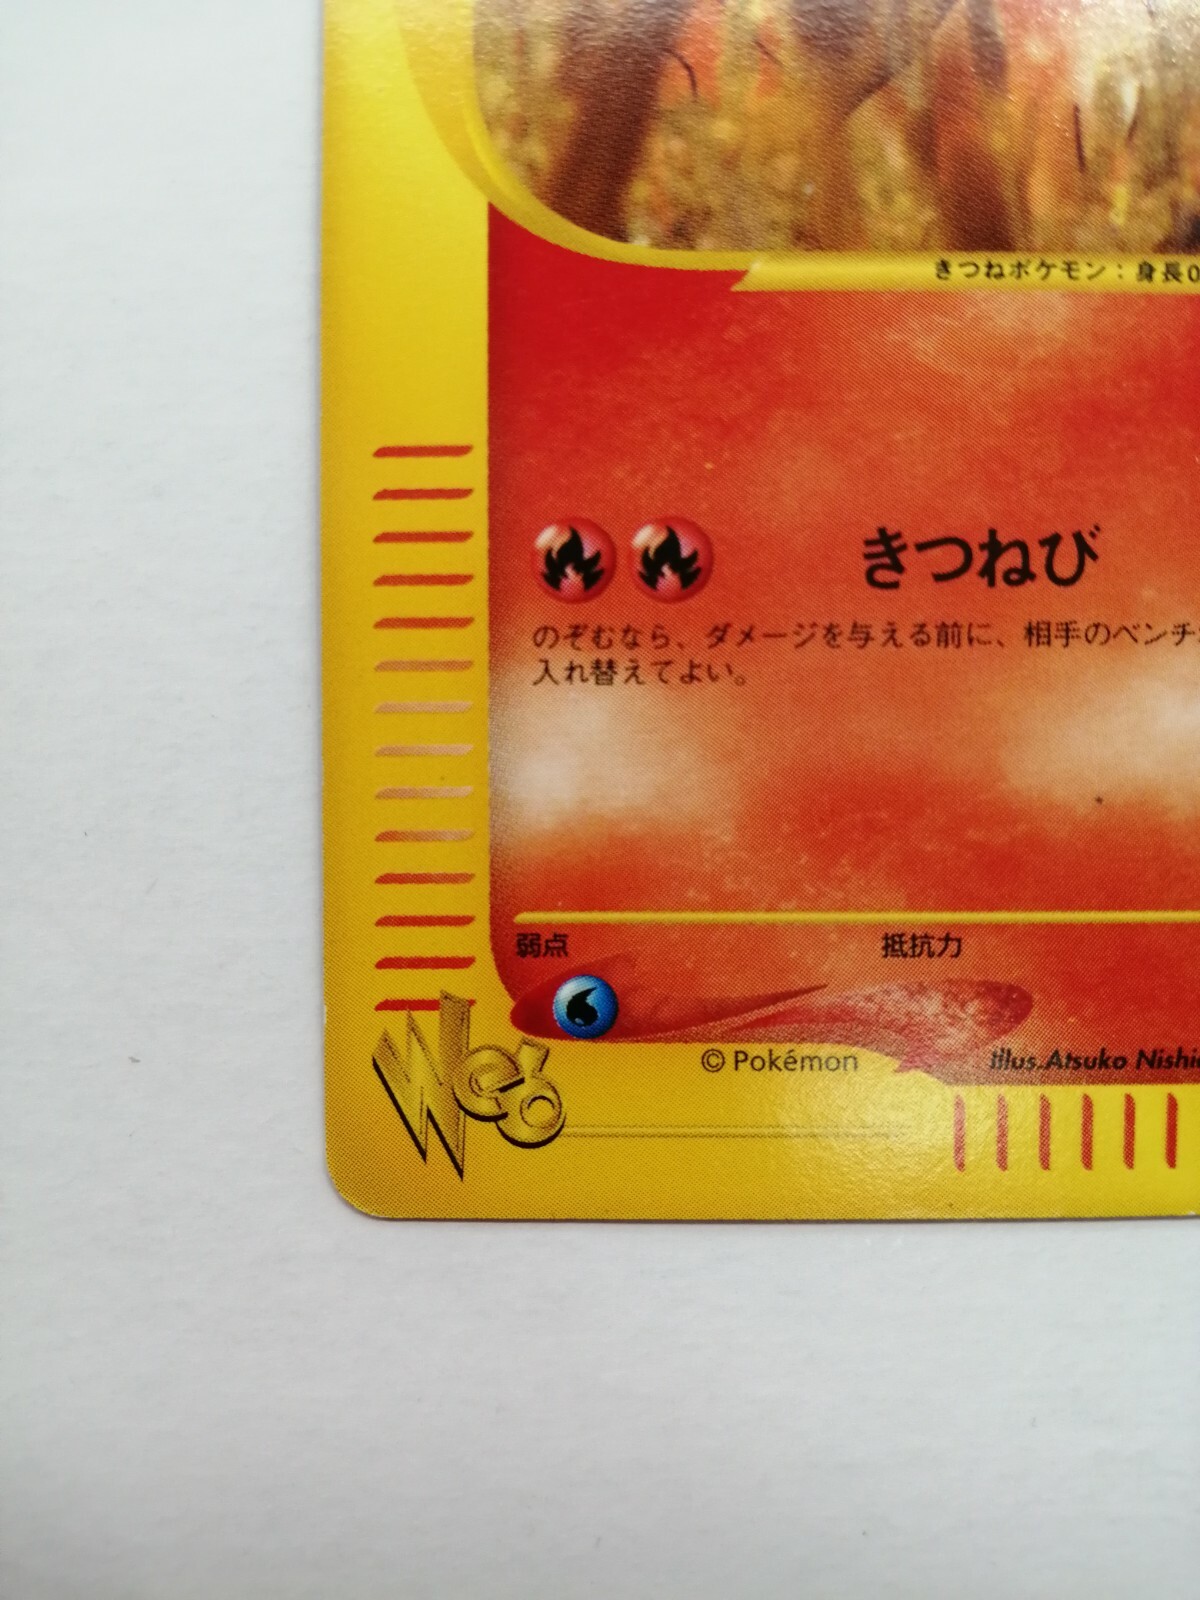 きつねポケモン：身長0
きつねび
のぞむなら、ダメージを与える前に、相手のベンチ
入れ替えてよい。
弱点 抵抗力
© Pokémon Illus. Atsuko Nishi
Web